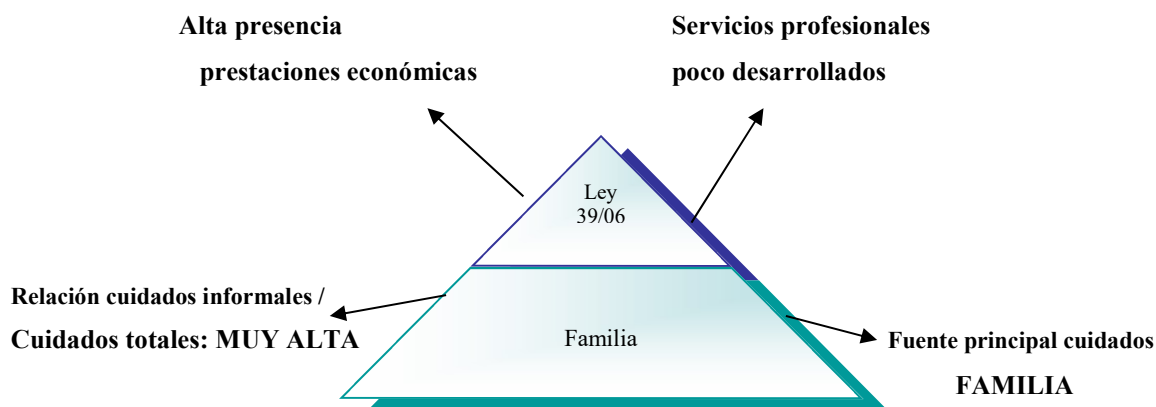 Alta presencia
prestaciones económicas
Servicios profesionales
poco desarrollados
Ley
39/06
Relación cuidados informales /
Cuidados totales: MUY ALTA
Familia
Fuente principal cuidados
FAMILIA